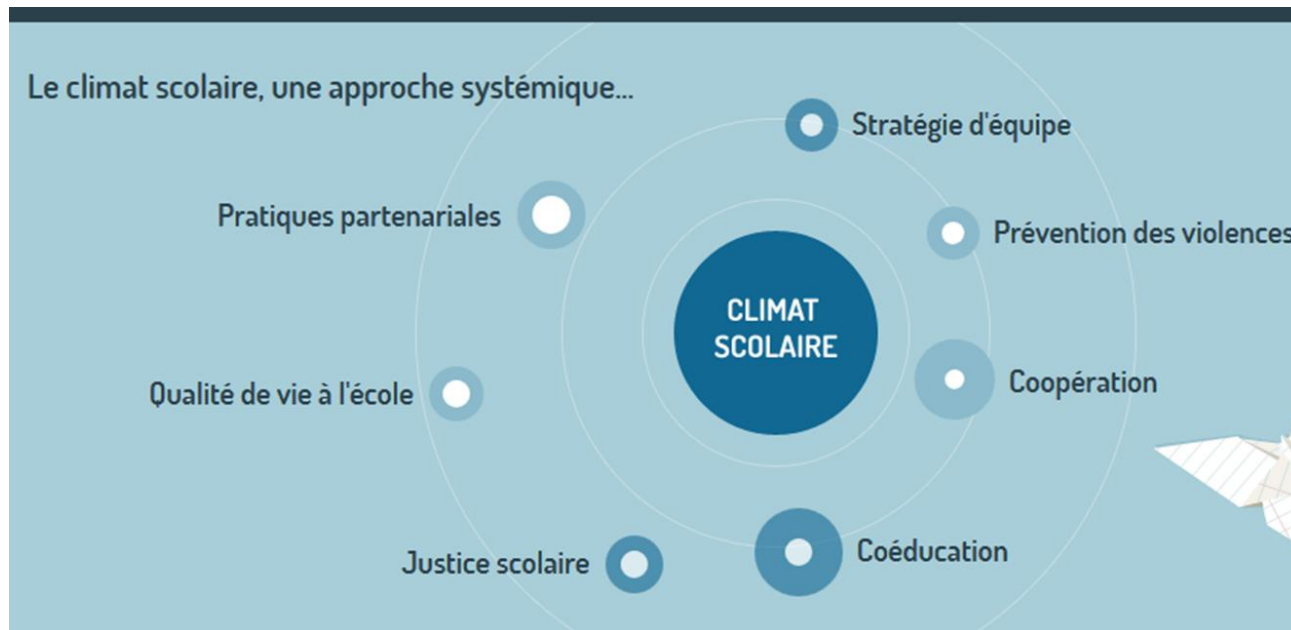 Le climat scolaire, une approche systémique...
Stratégie d'équipe
Pratiques partenariales
Prévention des violences
CLIMAT
SCOLAIRE
Coopération
Qualité de vie à l'école
Coéducation
Justice scolaire